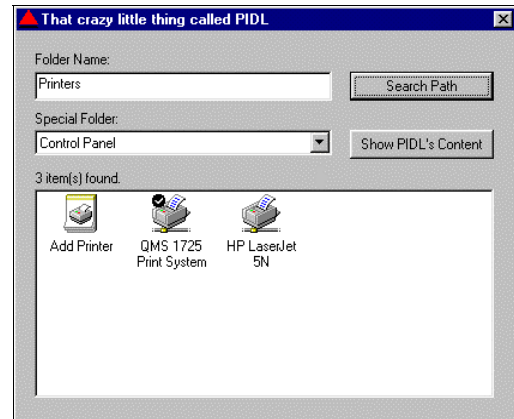 That crazy little thing called PIDL
Folder Name:
Printers
Search Path
Special Folder:
Control Panel
Show PIDL's Content
3 item(s) found.
Add Printer
QMS 1725
Print System
HP LaserJet
5N